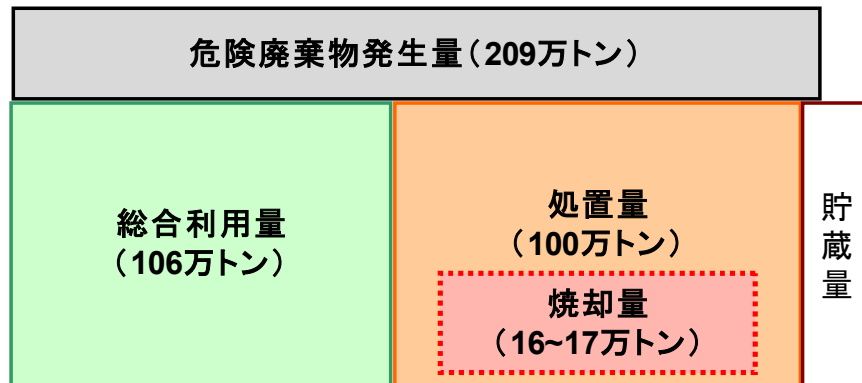 危険廃棄物発生量（209万トン）
総合利用量
（106万トン）
処置量
（100万トン）
焼却量
（16~17万トン）
貯蔵量